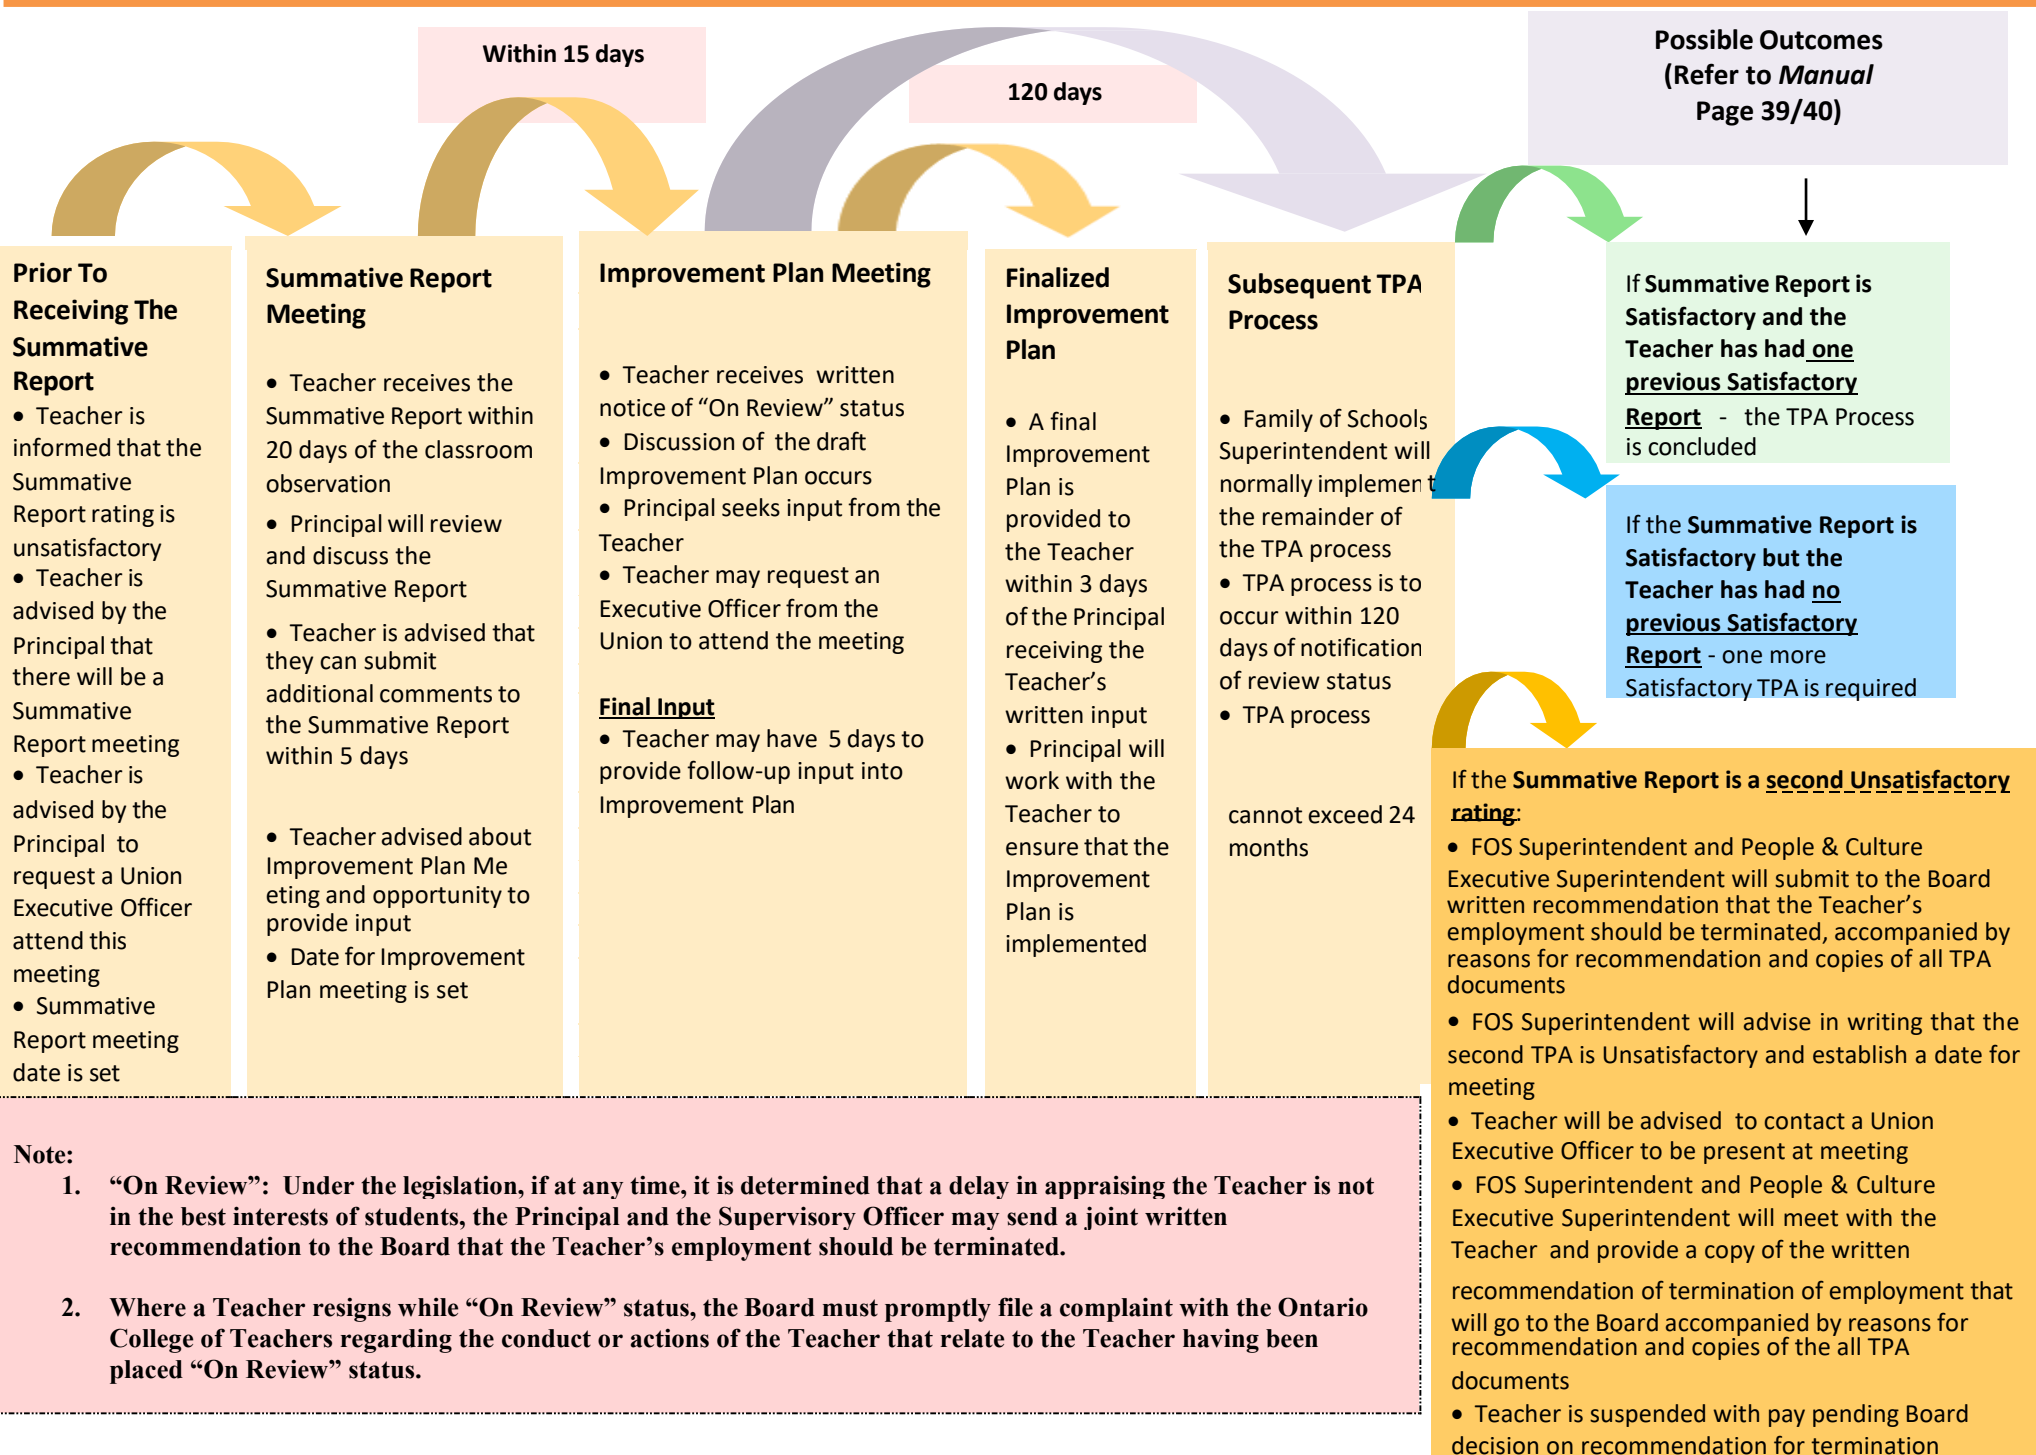 Within 15 days
120 days
Possible Outcomes
(Refer to Manual
Page 39/40)
Prior To
Receiving The
Summative
Report
• Teacher is
informed that the
Summative
Report rating is
unsatisfactory
• Teacher is
advised by the
Principal that
there will be a
Summative
Report meeting
• Teacher is
advised by the
Principal to
request a Union
Executive Officer
attend this
meeting
• Summative
Report meeting
date is set
Summative Report
Meeting
• Teacher receives the
Summative Report within
20 days of the classroom
observation
• Principal will review
and discuss the
Summative Report
• Teacher is advised that
they can submit
additional comments to
the Summative Report
within 5 days
• Teacher advised about
Improvement Plan Me
eting and opportunity to
provide input
• Date for Improvement
Plan meeting is set
Improvement Plan Meeting
• Teacher receives written
notice of “On Review” status
• Discussion of the draft
Improvement Plan occurs
• Principal seeks input from the
Teacher
• Teacher may request an
Executive Officer from the
Union to attend the meeting
Final Input
• Teacher may have 5 days to
provide follow-up input into
Improvement Plan
Finalized
Improvement
Plan
• A final
Improvement
Plan is
provided to
the Teacher
within 3 days
of the Principal
receiving the
Teacher’s
written input
• Principal will
work with the
Teacher to
ensure that the
Improvement
Plan is
implemented
Subsequent TPA
Process
• Family of Schools
Superintendent will
normally implement
the remainder of
the TPA process
• TPA process is to
occur within 120
days of notification
of review status
• TPA process
cannot exceed 24
months
If Summative Report is
Satisfactory and the
Teacher has had one
previous Satisfactory
Report - the TPA Process
is concluded
If the Summative Report is
Satisfactory but the
Teacher has had no
previous Satisfactory
Report - one more
Satisfactory TPA is required
If the Summative Report is a second Unsatisfactory
rating:
• FOS Superintendent and People & Culture
Executive Superintendent will submit to the Board
written recommendation that the Teacher’s
employment should be terminated, accompanied by
reasons for recommendation and copies of all TPA
documents
• FOS Superintendent will advise in writing that the
second TPA is Unsatisfactory and establish a date for
meeting
• Teacher will be advised to contact a Union
Executive Officer to be present at meeting
• FOS Superintendent and People & Culture
Executive Superintendent will meet with the
Teacher and provide a copy of the written
recommendation of termination of employment that
will go to the Board accompanied by reasons for
recommendation and copies of the all TPA
documents
• Teacher is suspended with pay pending Board
decision on recommendation for termination
Note:
1. “On Review”: Under the legislation, if at any time, it is determined that a delay in appraising the Teacher is not
in the best interests of students, the Principal and the Supervisory Officer may send a joint written
recommendation to the Board that the Teacher’s employment should be terminated.
2. Where a Teacher resigns while “On Review” status, the Board must promptly file a complaint with the Ontario
College of Teachers regarding the conduct or actions of the Teacher that relate to the Teacher having been
placed “On Review” status.